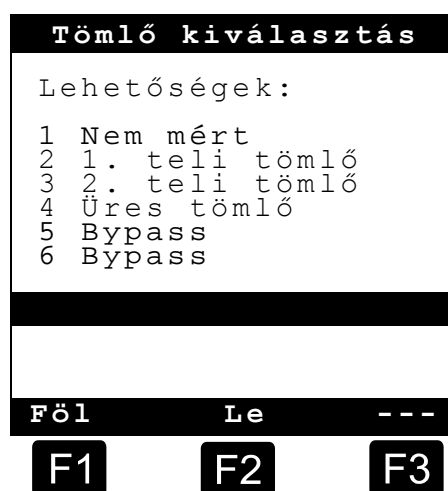 Tömlő kiválasztás
Lehetőségek:
1 Nem mért
2 1. teli tömlő
3 2. teli tömlő
4 Üres tömlő
5 Bypass
6 Bypass
Föl Le ---
F1 F2 F3